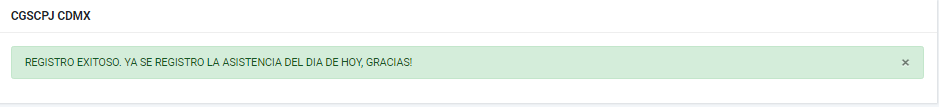 CGSCPJ CDMX
REGISTRO EXITOSO. YA SE REGISTRO LA ASISTENCIA DEL DIA DE HOY, GRACIAS! ×